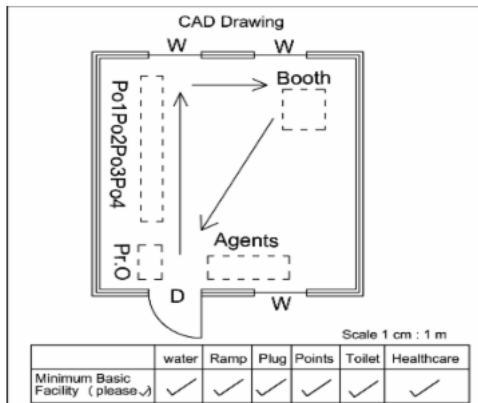 CAD Drawing
W W
Booth
Po1Po2Po3Po4
Pr.O
Agents
D
W
Scale 1 cm : 1 m
water Ramp Plug Points Toilet Healthcare
Minimum Basic
Facility ( please✓) ✓ ✓ ✓ ✓ ✓ ✓